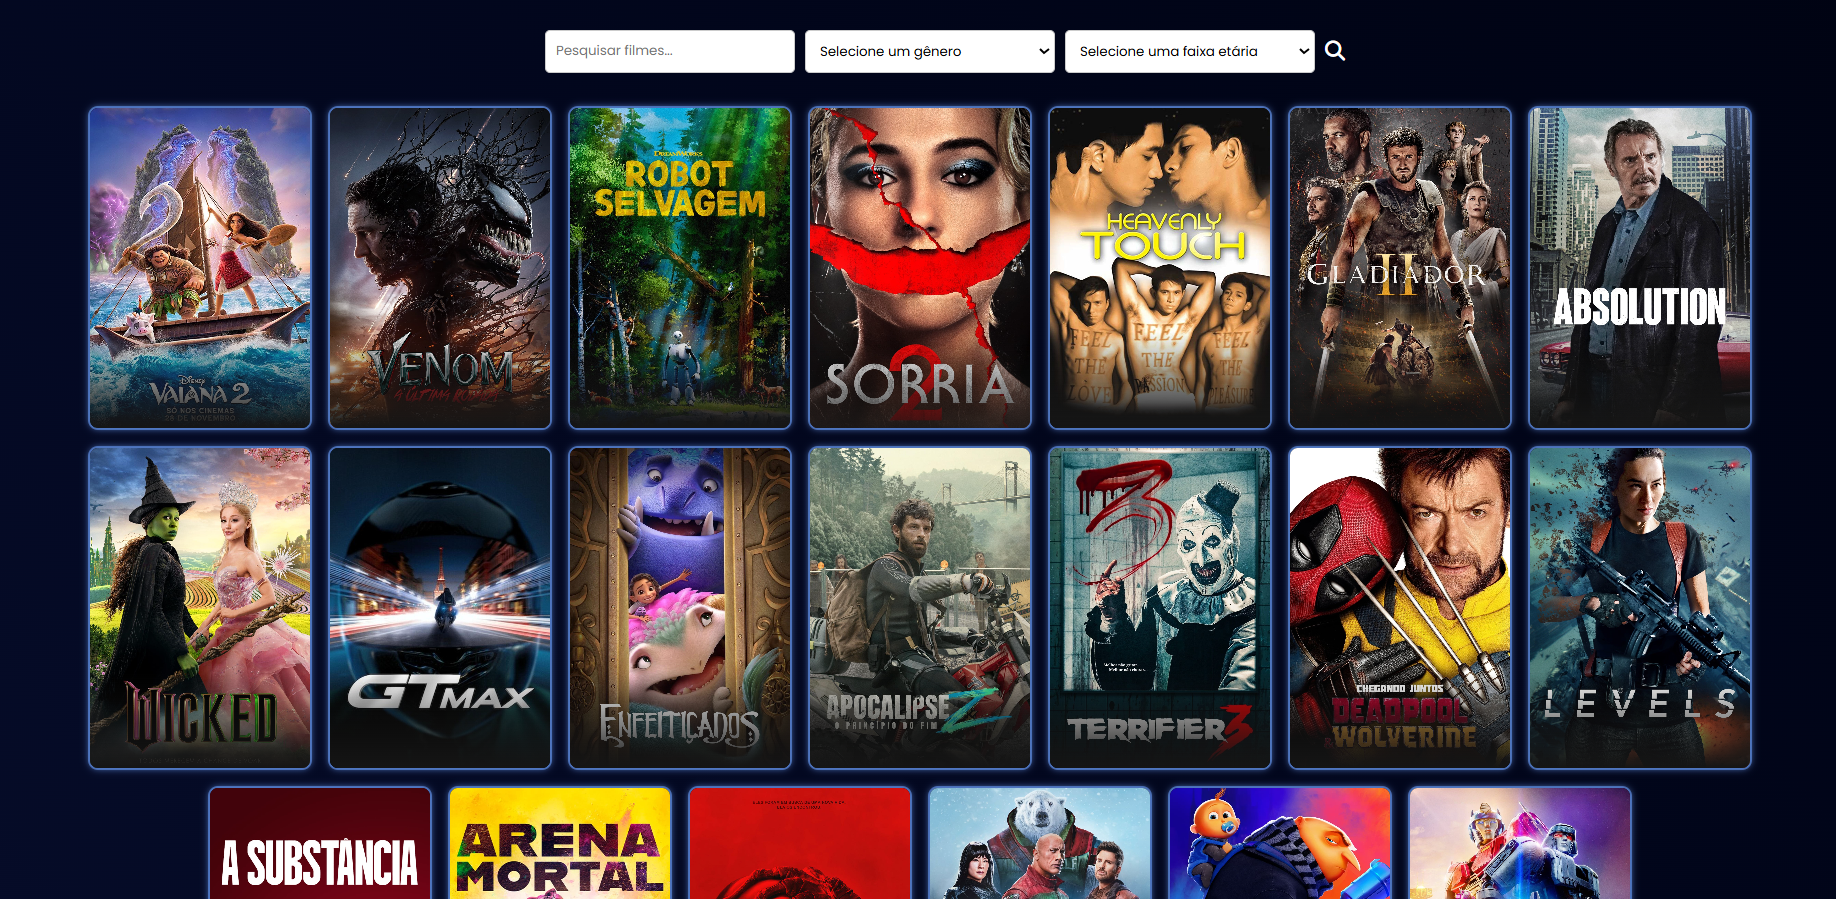 Pesquisar filmes...
Selecione um gênero
Selecione uma faixa etária
DISNEY
VAIANA 2
SÓ NOS CINEMAS
28 DE NOVEMBRO
VENOM
A ÚLTIMA RODADA
DREAMWORKS
ROBOT
SELVAGEM
SORRIA
2
HEAVENLY
TOUCH
FEEL
THE
LOVE
FEEL
THE
PASSION
FEEL
THE
PLEASURE
GLADIADOR
II
ABSOLUTION
WICKED
GTMAX
ENFEITIÇADOS
APOCALIPSE Z
O PRINCÍPIO DO FIM
3
TERRIFIER 3
CHEGANDO JUNTOS
DEADPOOL
WOLVERINE
LEVELS
A SUBSTÂNCIA
ARENA
MORTAL